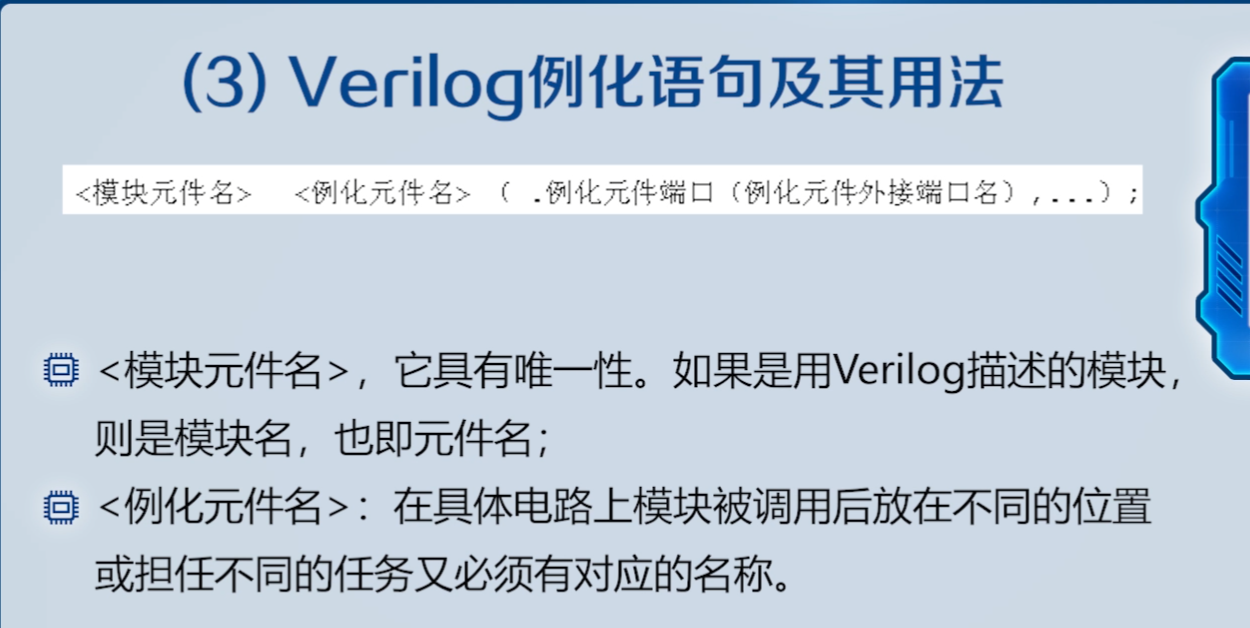 (3) Verilog例化语句及其用法
<模块元件名> <例化元件名> ( .例化元件端口（例化元件外接端口名）,...) ;
<模块元件名>，它具有唯一性。如果是用Verilog描述的模块，
则是模块名，也即元件名；
<例化元件名>：在具体电路上模块被调用后放在不同的位置
或担任不同的任务又必须有对应的名称。